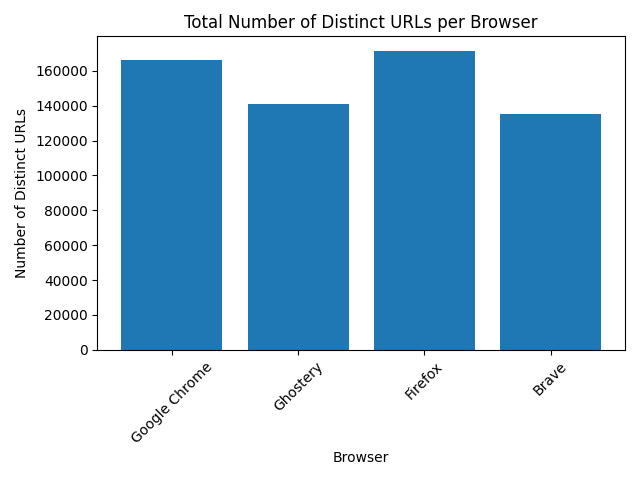 Total Number of Distinct URLs per Browser
Number of Distinct URLs
160000
140000
120000
100000
80000
60000
40000
20000
0
Google Chrome
Ghostery
Firefox
Brave
Browser